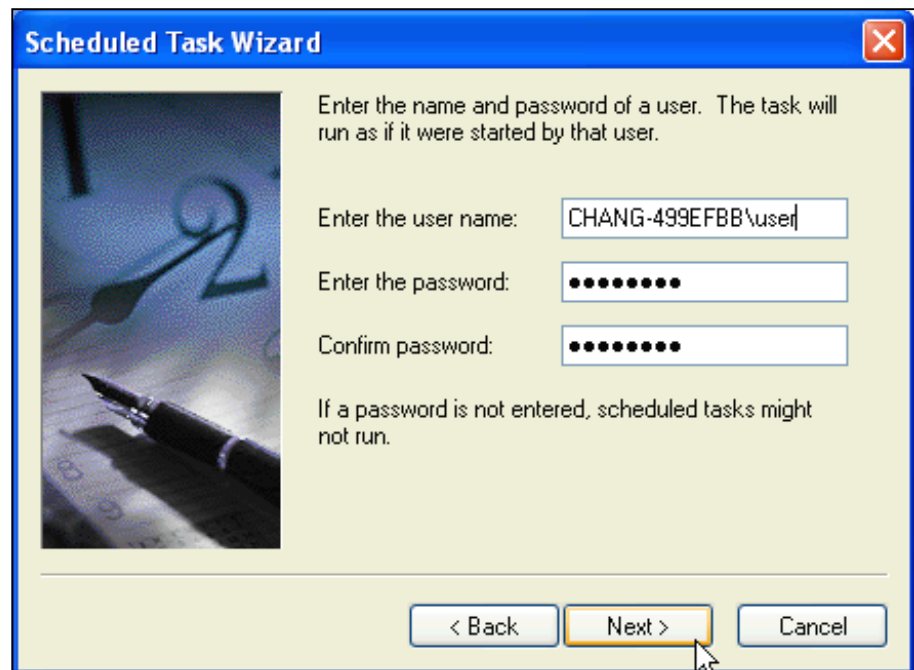 Scheduled Task Wizard
Enter the name and password of a user. The task will
run as if it were started by that user.
Enter the user name: CHANG-499EFBB\user
Enter the password: ●●●●●●●●
Confirm password: ●●●●●●●●
If a password is not entered, scheduled tasks might
not run.
< Back Next > Cancel